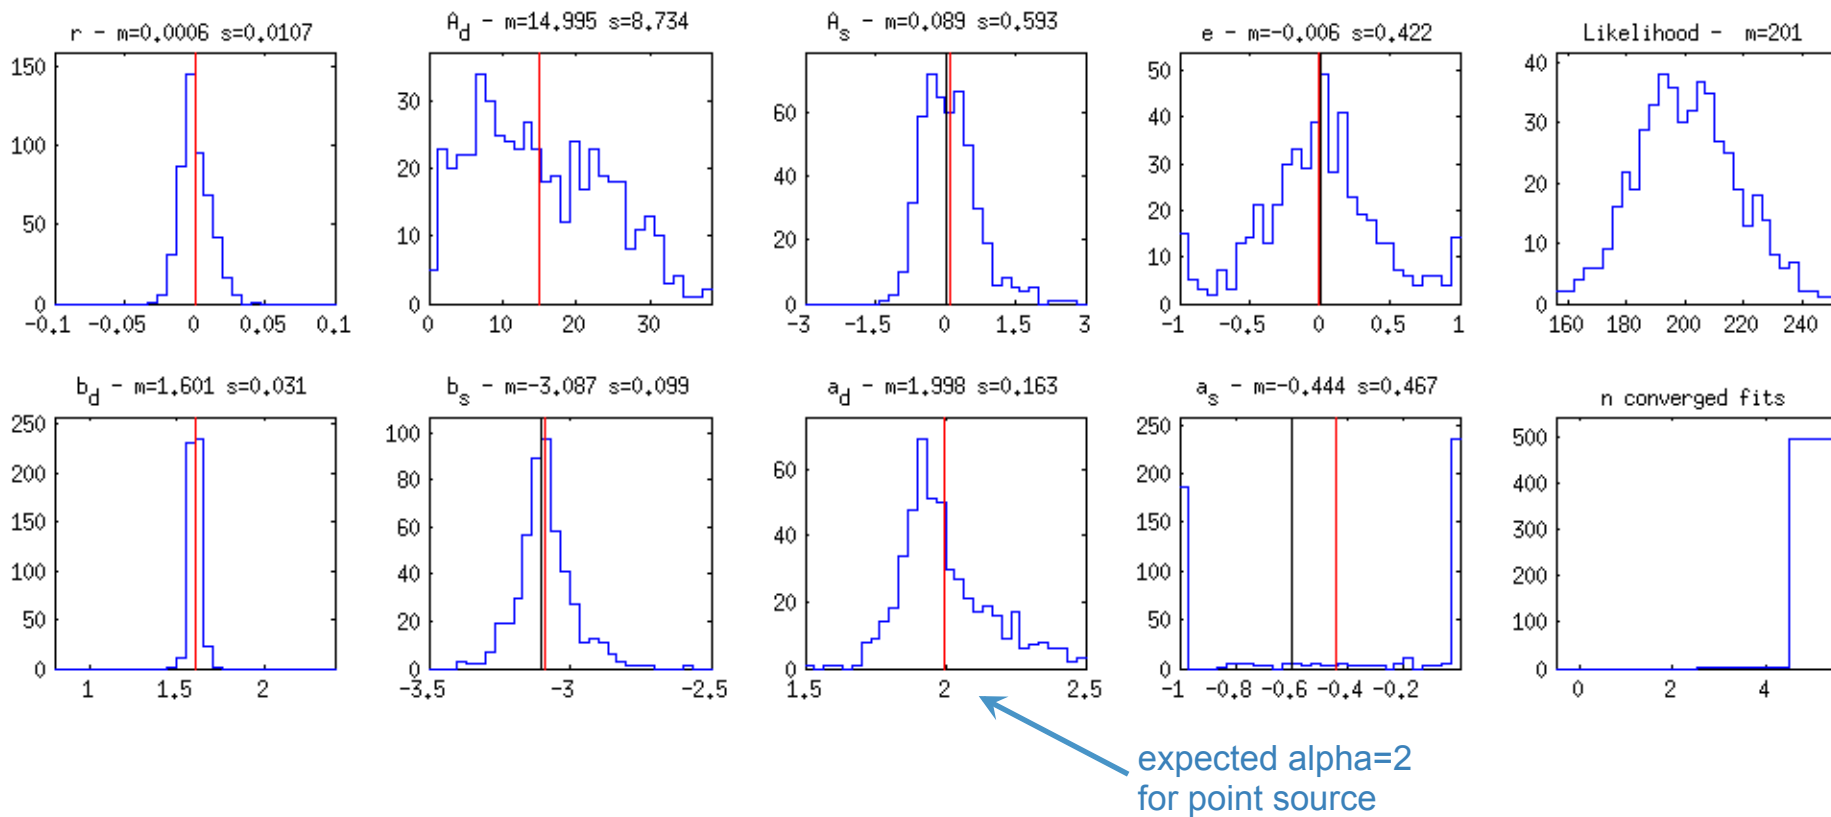 r - m=0.0006 s=0.0107
A_d - m=14.995 s=8.734
A_s - m=0.089 s=0.593
e - m=-0.006 s=0.422
Likelihood - m=201
150
100
50
0
-0.1 -0.05 0 0.05 0.1
30
20
10
0
0 10 20 30
60
40
20
0
-3 -1.5 0 1.5 3
50
40
30
20
10
0
-1 -0.5 0 0.5 1
40
30
20
10
0
160 180 200 220 240
b_d - m=1.601 s=0.031
b_s - m=-3.087 s=0.099
a_d - m=1.998 s=0.163
a_s - m=-0.444 s=0.467
n converged fits
250
200
150
100
50
0
1 1.5 2
100
80
60
40
20
0
-3.5 -3 -2.5
60
40
20
0
1.5 2 2.5
250
200
150
100
50
0
-1 -0.8 -0.6 -0.4 -0.2
500
400
300
200
100
0
0 2 4
expected alpha=2
for point source